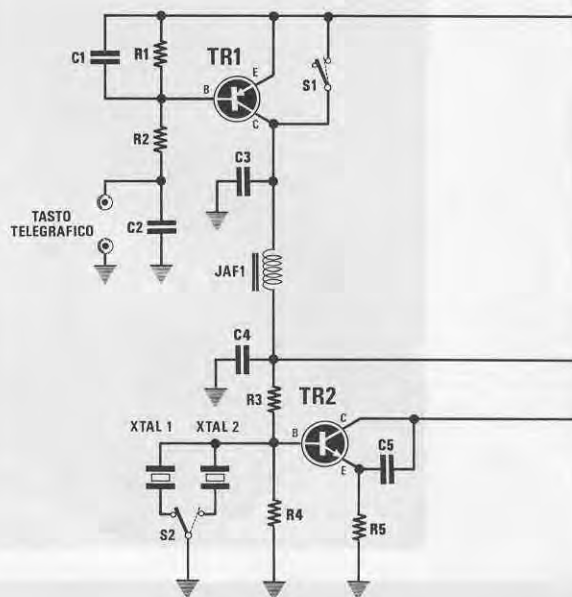 C1
R1
TR1
E
B
C
S1
R2
C3
TASTO
TELEGRAFICO
C2
JAF1
C4
R3
TR2
XTAL 1
XTAL 2
C
B
E
C5
R4
R5
S2